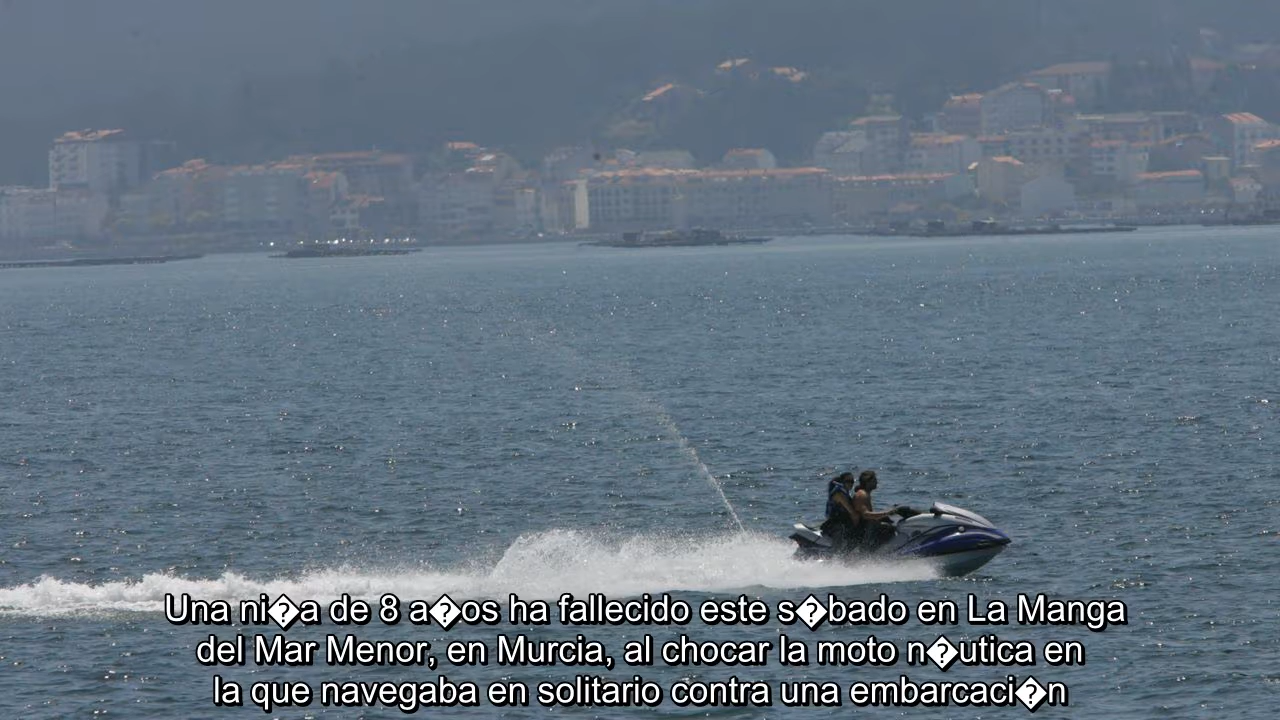 Una ni�a de 8 a�os ha fallecido este s�bado en La Manga
del Mar Menor, en Murcia, al chocar la moto n�utica en
la que navegaba en solitario contra una embarcaci�n